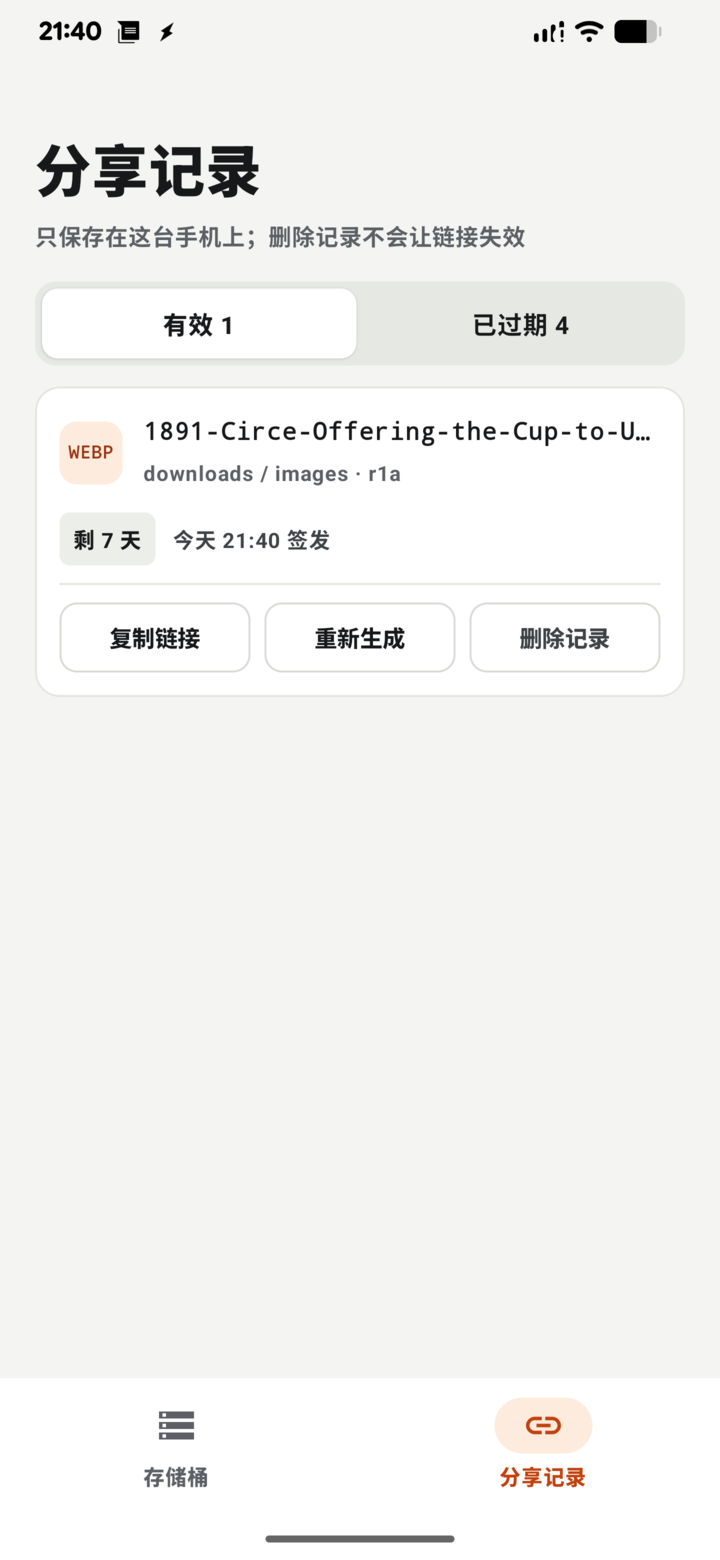 21:40
分享记录
只保存在这台手机上；删除记录不会让链接失效
有效 1
已过期 4
WEBP
1891-Circe-Offering-the-Cup-to-U…
downloads / images · r1a
剩 7 天
今天 21:40 签发
复制链接
重新生成
删除记录
存储桶
分享记录